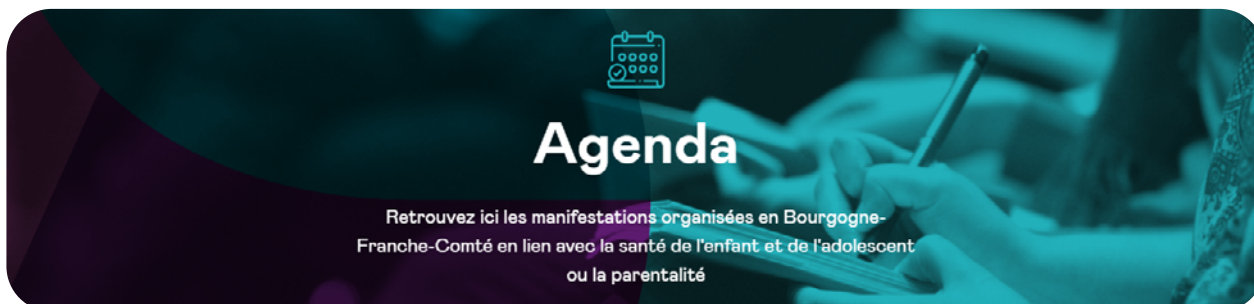 Agenda
Retrouvez ici les manifestations organisées en Bourgogne-
Franche-Comté en lien avec la santé de l'enfant et de l'adolescent
ou la parentalité